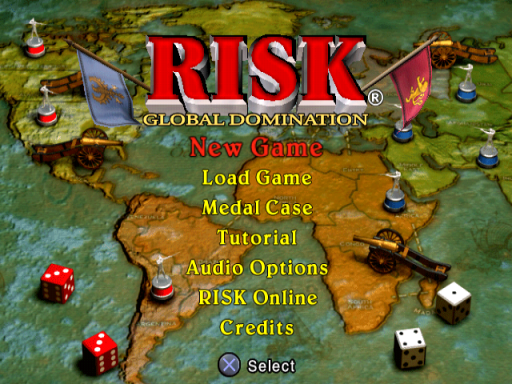 RISK®
GLOBAL DOMINATION
New Game
Load Game
Medal Case
Tutorial
Audio Options
RISK Online
Credits
Select